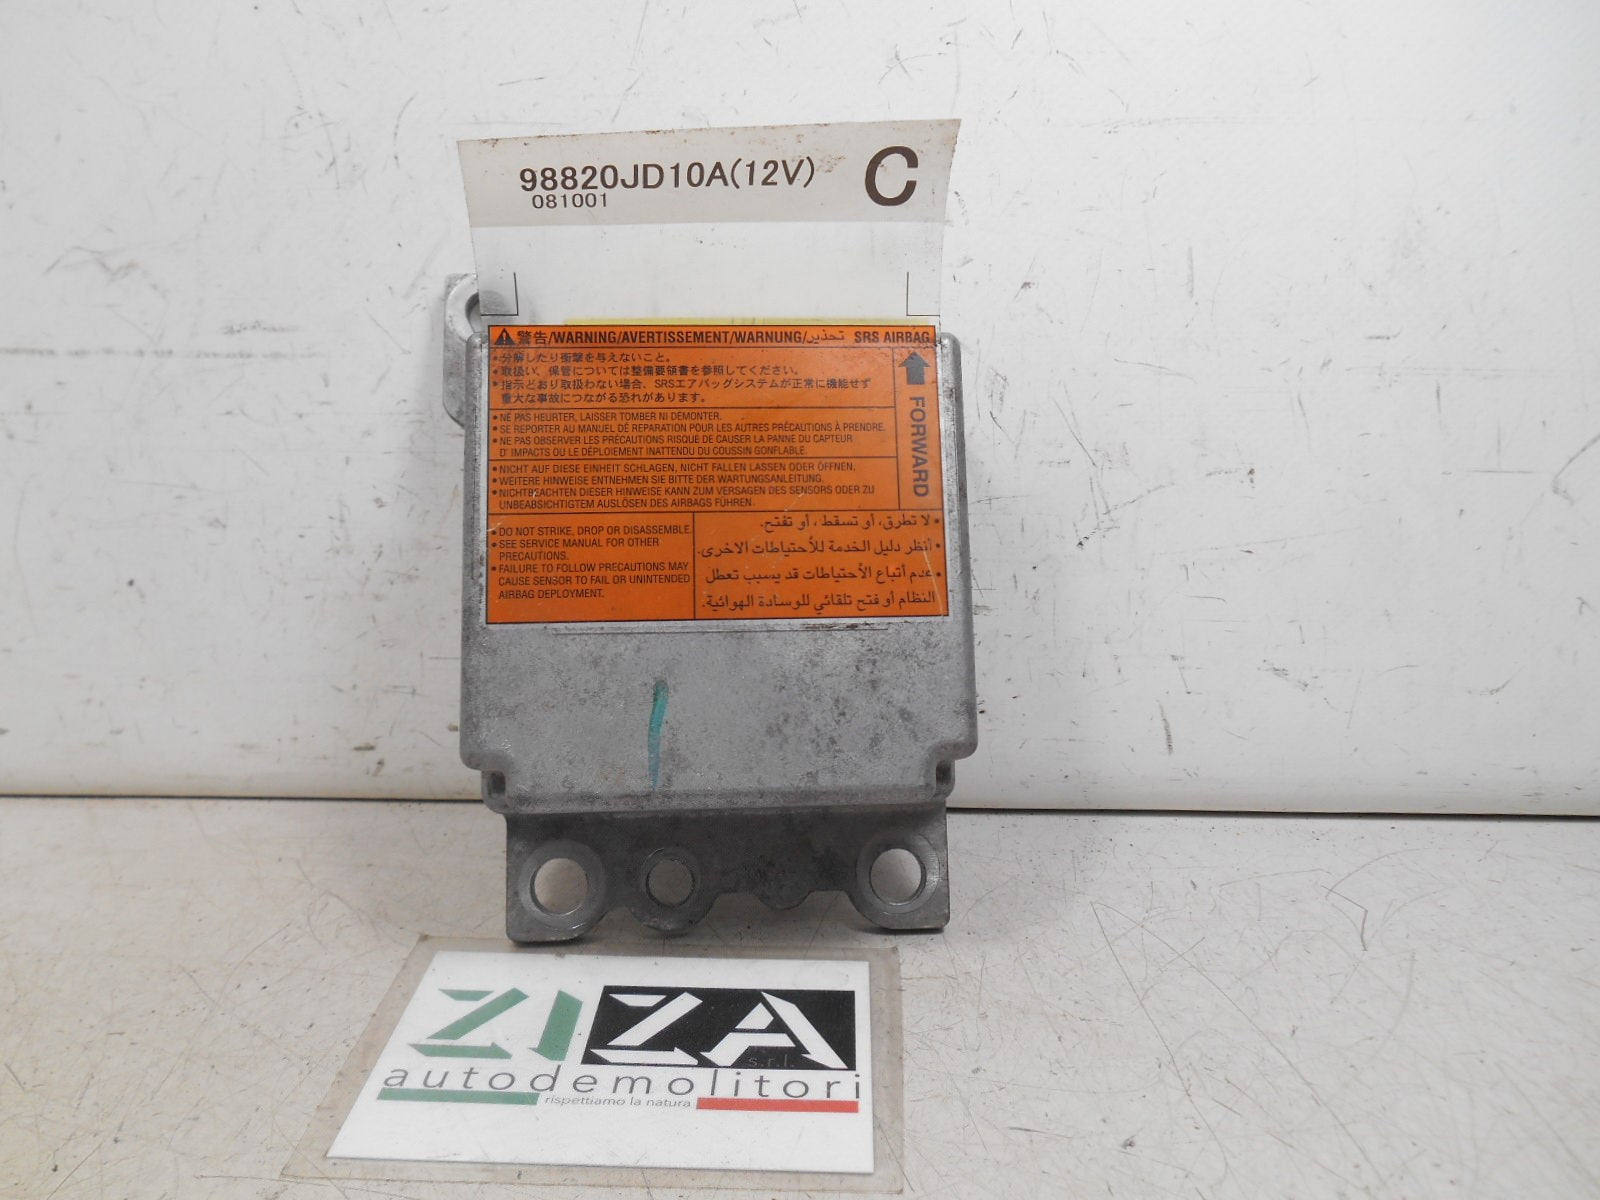 98820JD10A(12V) C
081001
警告/WARNING/AVERTISSEMENT/WARNUNG/تحذير SRS AIRBAG
•分解したり衝撃を与えないこと。
•取扱い、保管については整備要領書を参照してください。
•指示どおり取扱わない場合、SRSエアバッグシステムが正常に機能せず
重大な事故につながる恐れがあります。
FORWARD
•NE PAS HEURTER, LAISSER TOMBER NI DÉMONTER.
•SE REPORTER AU MANUEL DE REPARATION POUR LES AUTRES PRÉCAUTIONS À PRENDRE.
•NE PAS OBSERVER LES PRÉCAUTIONS RISQUE DE CAUSER LA PANNE DU CAPTEUR
D' IMPACTS OU LE DÉPLOIEMENT INATTENDU DU COUSSIN GONFLABLE.
•NICHT AUF DIESE EINHEIT SCHLAGEN, NICHT FALLEN LASSEN ODER ÖFFNEN.
•WEITERE HINWEISE ENTNEHMEN SIE BITTE DER WARTUNGSANLEITUNG.
•NICHTBEACHTEN DIESER HINWEISE KANN ZUM VERSAGEN DES SENSORS ODER ZU
UNBEABSICHTIGTEM AUSLÖSEN DES AIRBAGS FÜHREN.
•DO NOT STRIKE, DROP OR DISASSEMBLE.
•SEE SERVICE MANUAL FOR OTHER
PRECAUTIONS.
•FAILURE TO FOLLOW PRECAUTIONS MAY
CAUSE SENSOR TO FAIL OR UNINTENDED
AIRBAG DEPLOYMENT.
•لا تطرق، أو تسقط، أو تفتح.
•أنظر دليل الخدمة للأحتياطات الاخرى.
•عدم أتباع الأحتياطات قد يسبب تعطل
النظام أو فتح تلقائي للوسادة الهوائية.
ZIZA
s.r.l.
autodemolitori
rispettiamo la natura